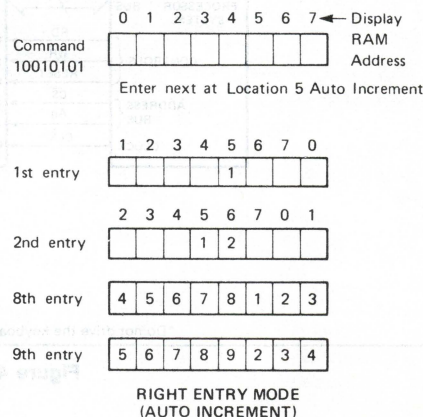 0 1 2 3 4 5 6 7 Display
Command RAM
10010101 Address
Enter next at Location 5 Auto Increment
1 2 3 4 5 6 7 0
1st entry 1
2 3 4 5 6 7 0 1
2nd entry 1 2
8th entry 4 5 6 7 8 1 2 3
9th entry 5 6 7 8 9 2 3 4
RIGHT ENTRY MODE
(AUTO INCREMENT)